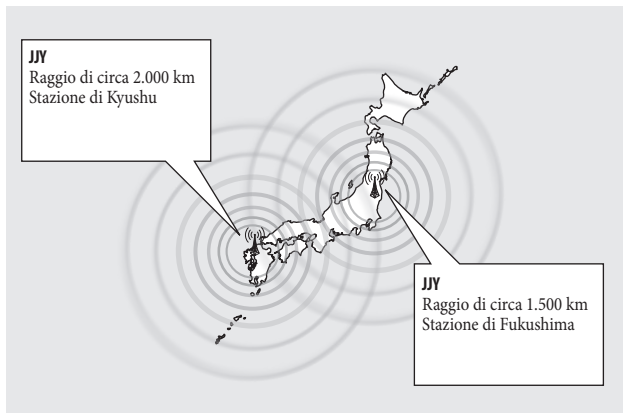 JJY
Raggio di circa 2.000 km
Stazione di Kyushu
JJY
Raggio di circa 1.500 km
Stazione di Fukushima